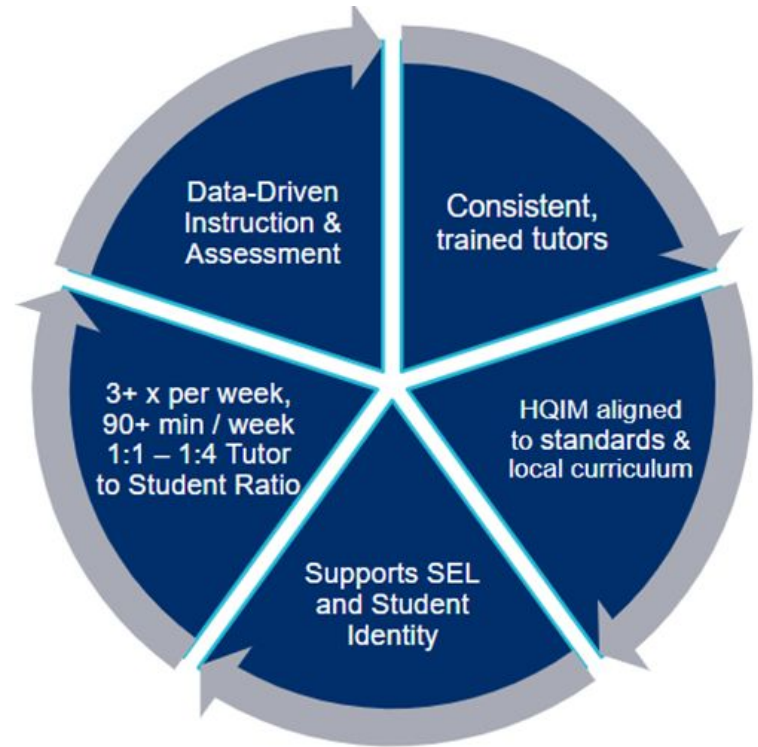 Data-Driven
Instruction &
Assessment
Consistent,
trained tutors
HQIM aligned
to standards &
local curriculum
Supports SEL
and Student
Identity
3+ x per week,
90+ min / week
1:1 – 1:4 Tutor
to Student Ratio